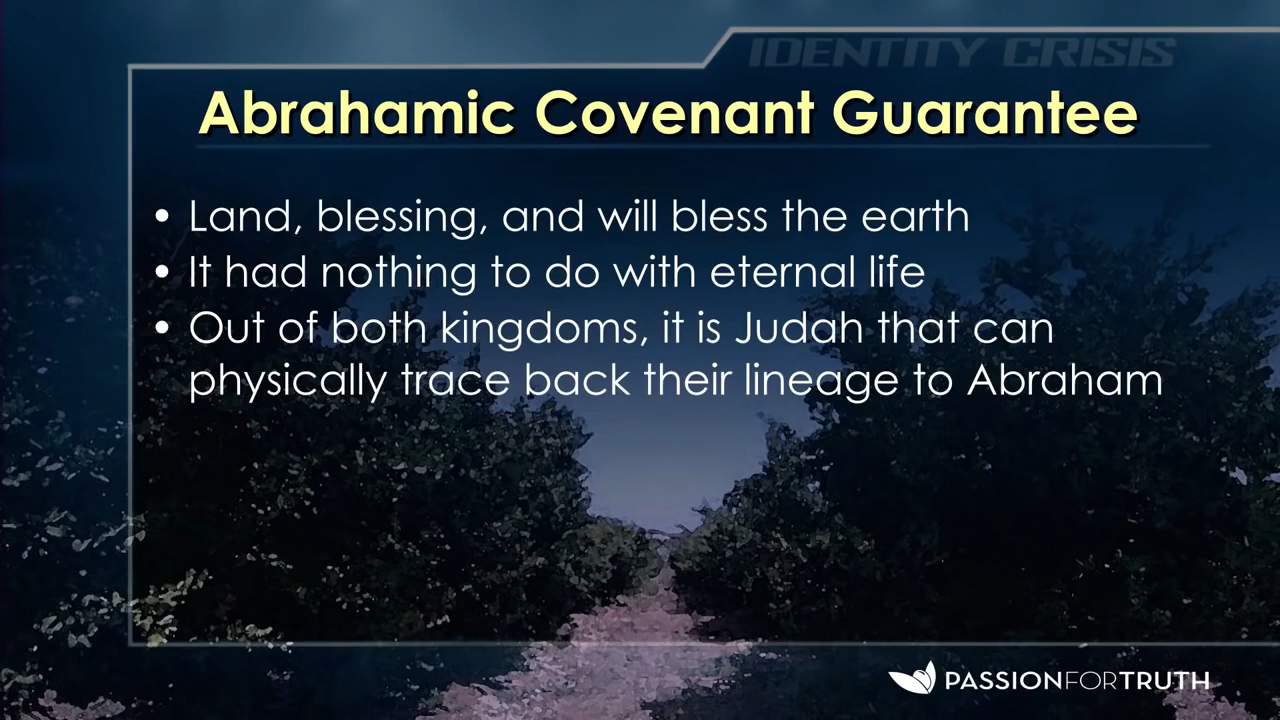 IDENTITY CRISIS
Abrahamic Covenant Guarantee
• Land, blessing, and will bless the earth
• It had nothing to do with eternal life
• Out of both kingdoms, it is Judah that can
physically trace back their lineage to Abraham
PASSIONFORTRUTH